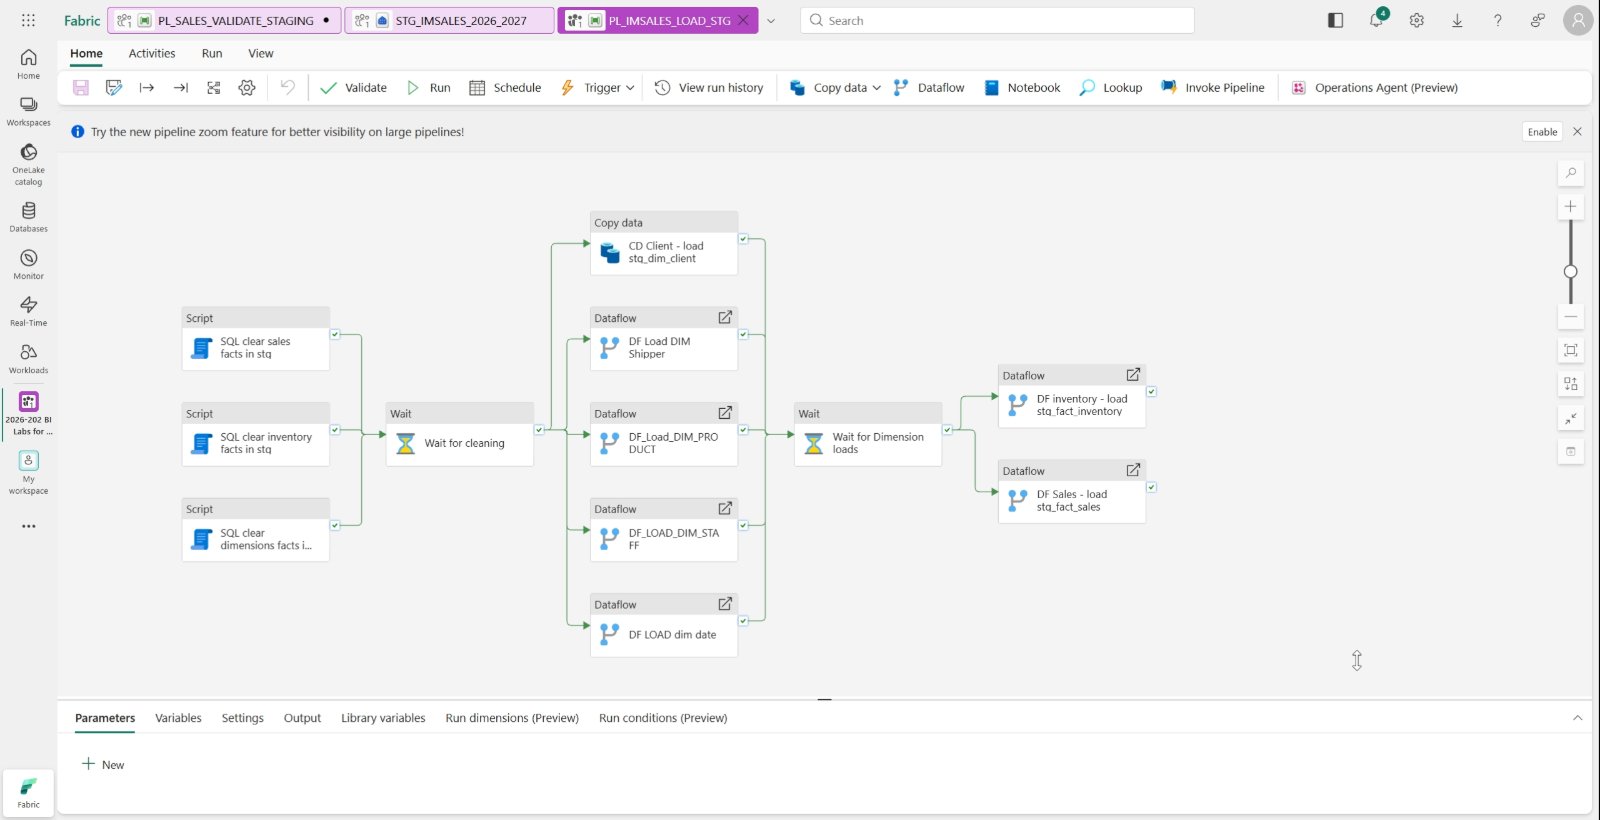 Fabric
PL_SALES_VALIDATE_STAGING
STG_IMSALES_2026_2027
PL_IMSALES_LOAD_STG
Search
4
Home
Activities
Run
View
Validate
Run
Schedule
Trigger
View run history
Copy data
Dataflow
Notebook
Lookup
Invoke Pipeline
Operations Agent (Preview)
Try the new pipeline zoom feature for better visibility on large pipelines!
Enable
Home
Workspaces
OneLake
catalog
Databases
Monitor
Real-Time
Workloads
2026-202 BI
Labs for ...
My
workspace
Fabric
Script
SQL clear sales
facts in stg
Script
SQL clear inventory
facts in stg
Script
SQL clear
dimensions facts i...
Wait
Wait for cleaning
Copy data
CD Client - load
stg_dim_client
Dataflow
DF Load DIM
Shipper
Dataflow
DF_Load_DIM_PRO
DUCT
Dataflow
DF_LOAD_DIM_STA
FF
Dataflow
DF LOAD dim date
Wait
Wait for Dimension
loads
Dataflow
DF inventory - load
stg_fact_inventory
Dataflow
DF Sales - load
stg_fact_sales
Parameters
Variables
Settings
Output
Library variables
Run dimensions (Preview)
Run conditions (Preview)
New